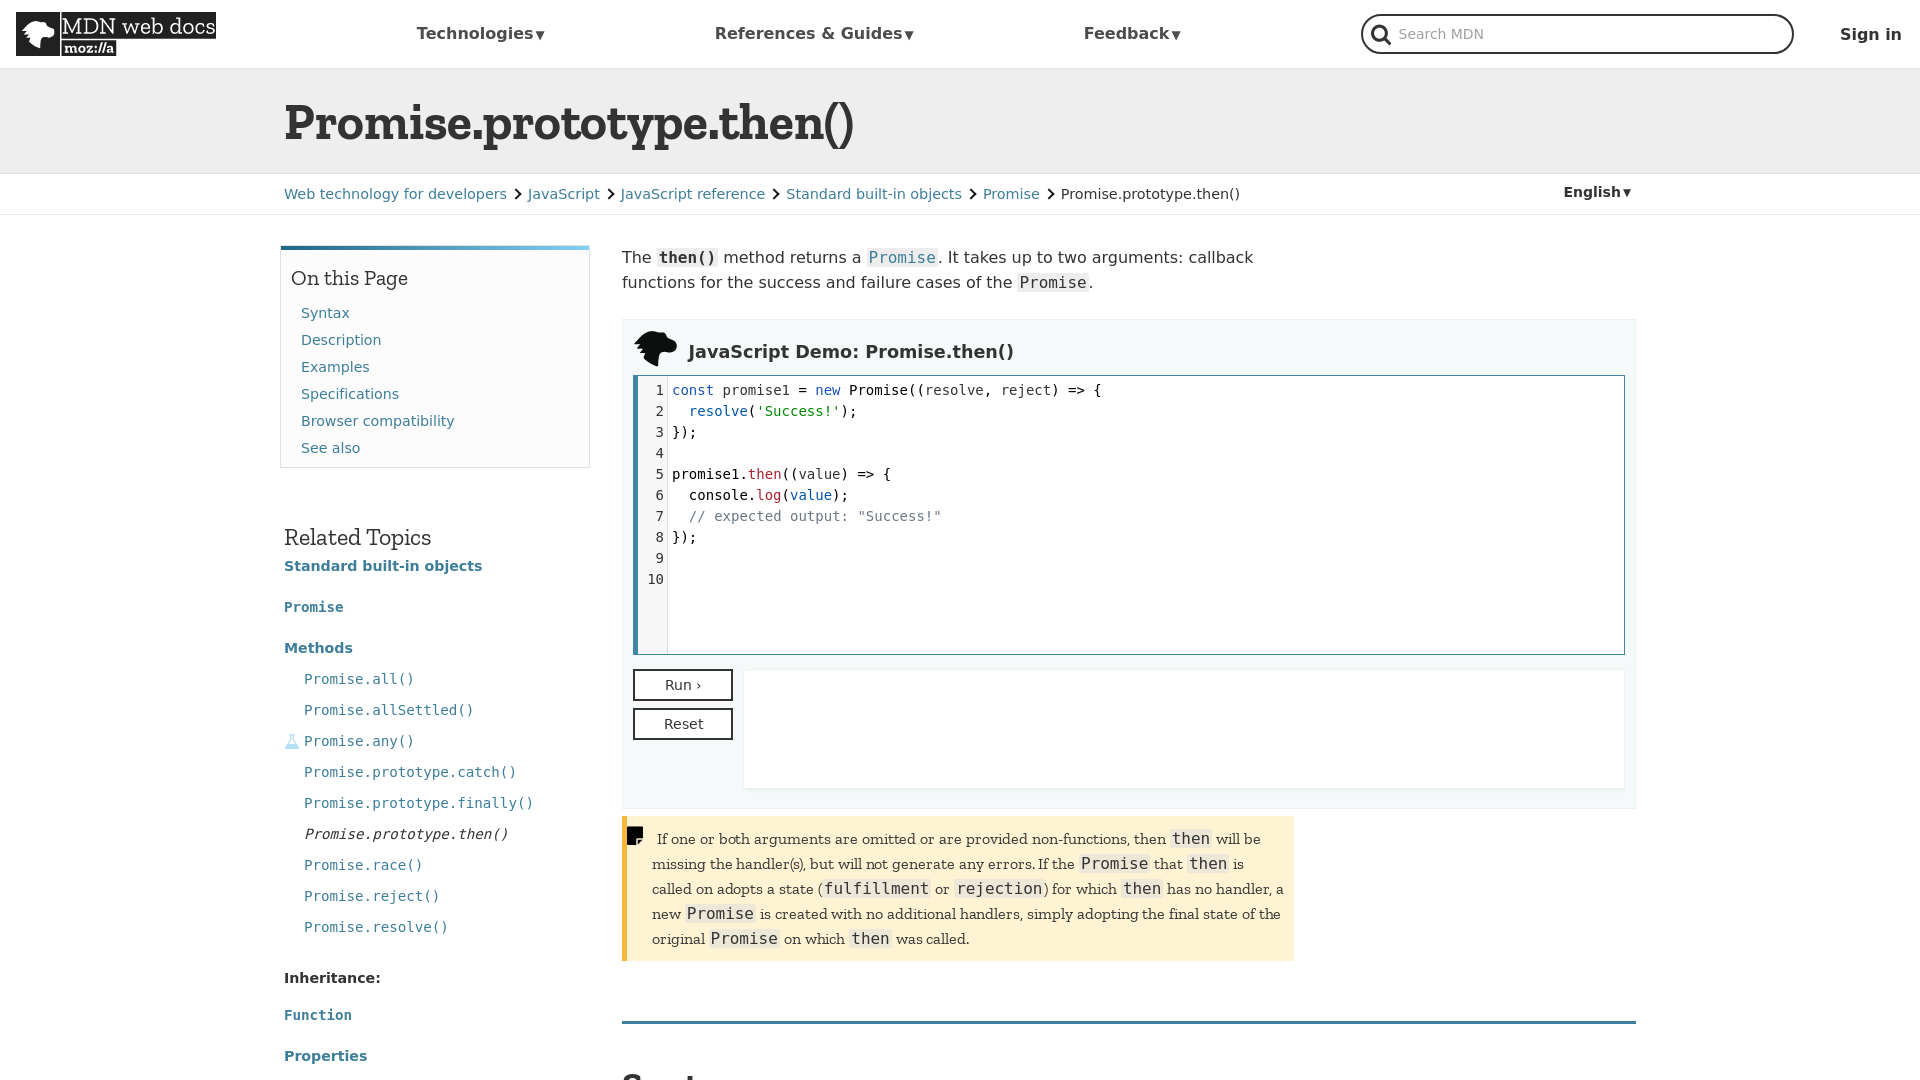 MDN web docs
moz://a
Technologies▼
References & Guides▼
Feedback▼
Search MDN
Sign in
Promise.prototype.then()
Web technology for developers > JavaScript > JavaScript reference > Standard built-in objects > Promise > Promise.prototype.then()
English▼
On this Page
Syntax
Description
Examples
Specifications
Browser compatibility
See also
Related Topics
Standard built-in objects
Promise
Methods
Promise.all()
Promise.allSettled()
Promise.any()
Promise.prototype.catch()
Promise.prototype.finally()
Promise.prototype.then()
Promise.race()
Promise.reject()
Promise.resolve()
Inheritance:
Function
Properties
The then() method returns a Promise. It takes up to two arguments: callback
functions for the success and failure cases of the Promise.
JavaScript Demo: Promise.then()
1 const promise1 = new Promise((resolve, reject) => {
2   resolve('Success!');
3 });
4
5 promise1.then((value) => {
6   console.log(value);
7   // expected output: "Success!"
8 });
9
10
Run ›
Reset
If one or both arguments are omitted or are provided non-functions, then then will be
missing the handler(s), but will not generate any errors. If the Promise that then is
called on adopts a state (fulfillment or rejection) for which then has no handler, a
new Promise is created with no additional handlers, simply adopting the final state of the
original Promise on which then was called.